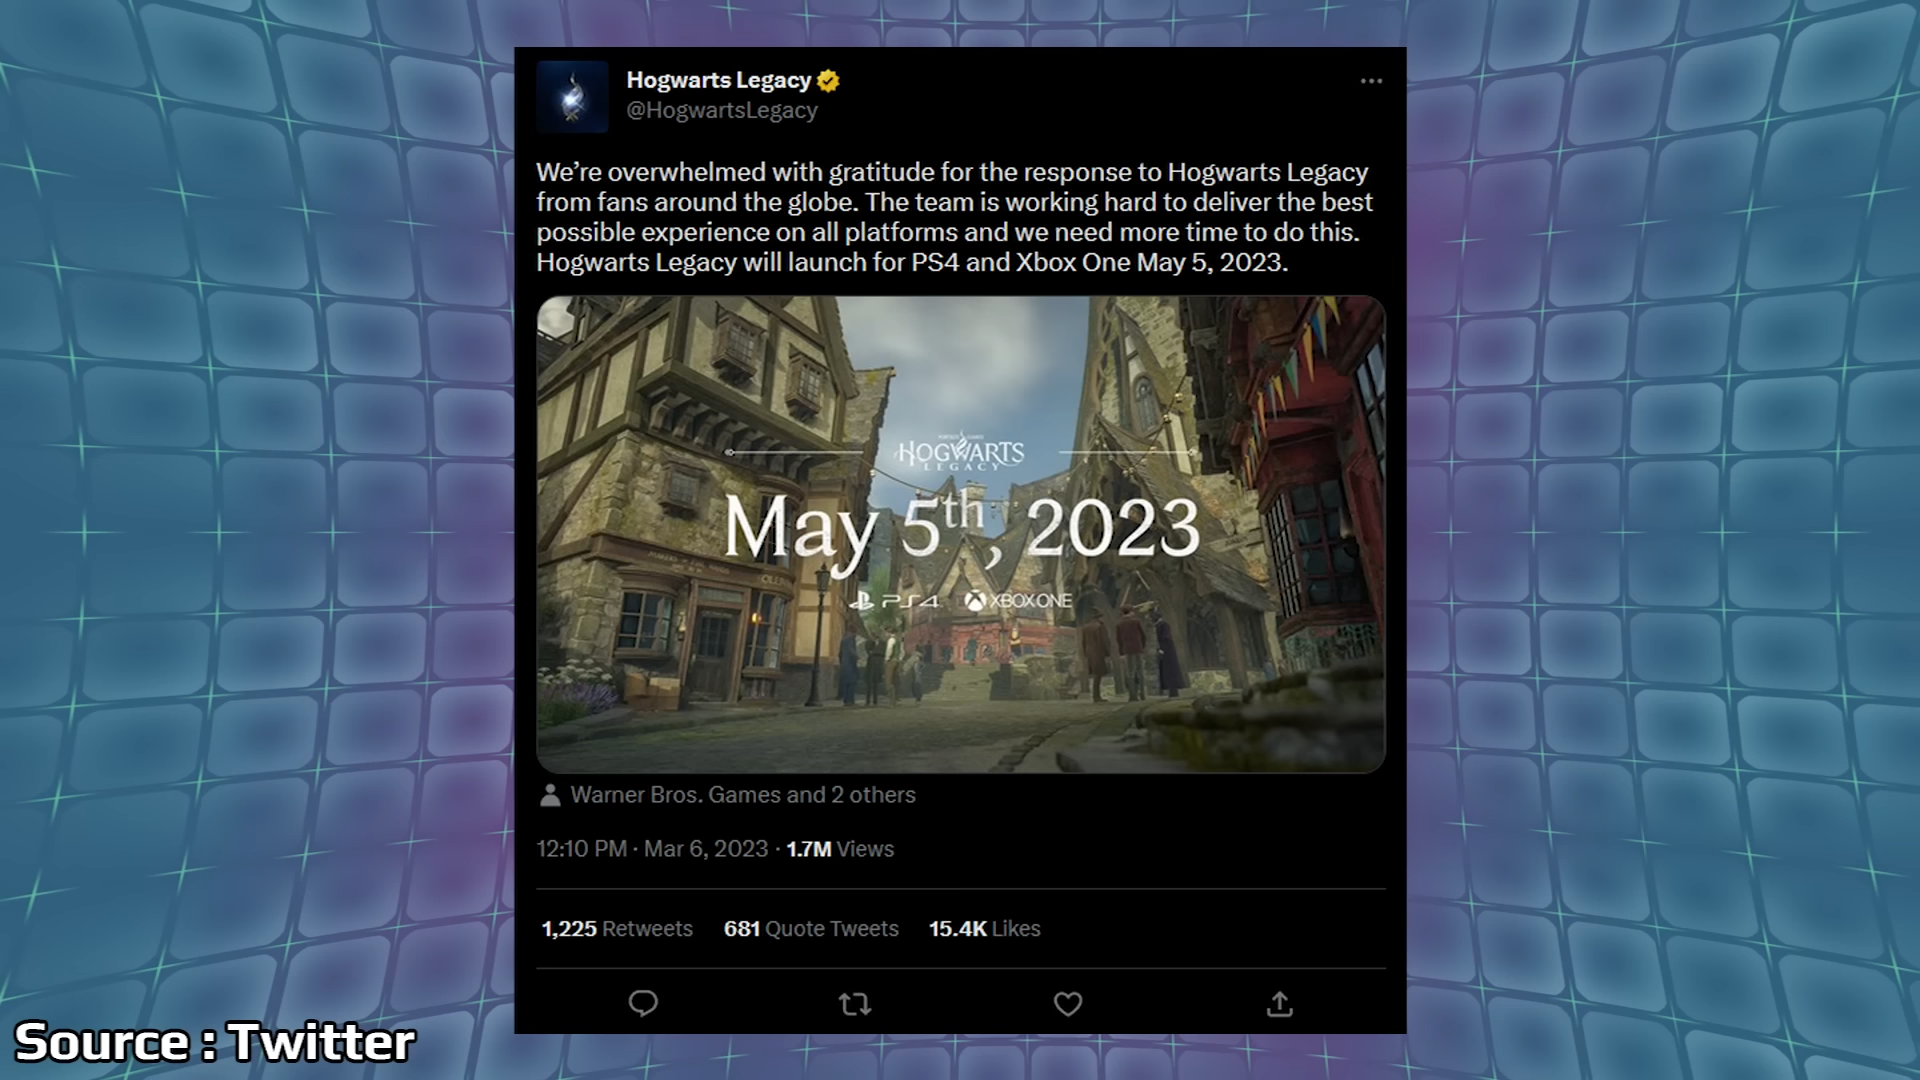 Hogwarts Legacy
@HogwartsLegacy
We’re overwhelmed with gratitude for the response to Hogwarts Legacy
from fans around the globe. The team is working hard to deliver the best
possible experience on all platforms and we need more time to do this.
Hogwarts Legacy will launch for PS4 and Xbox One May 5, 2023.
HOGWARTS
LEGACY
May 5th, 2023
PS4 XBOX ONE
Warner Bros. Games and 2 others
12:10 PM · Mar 6, 2023 · 1.7M Views
1,225 Retweets 681 Quote Tweets 15.4K Likes
Source : Twitter